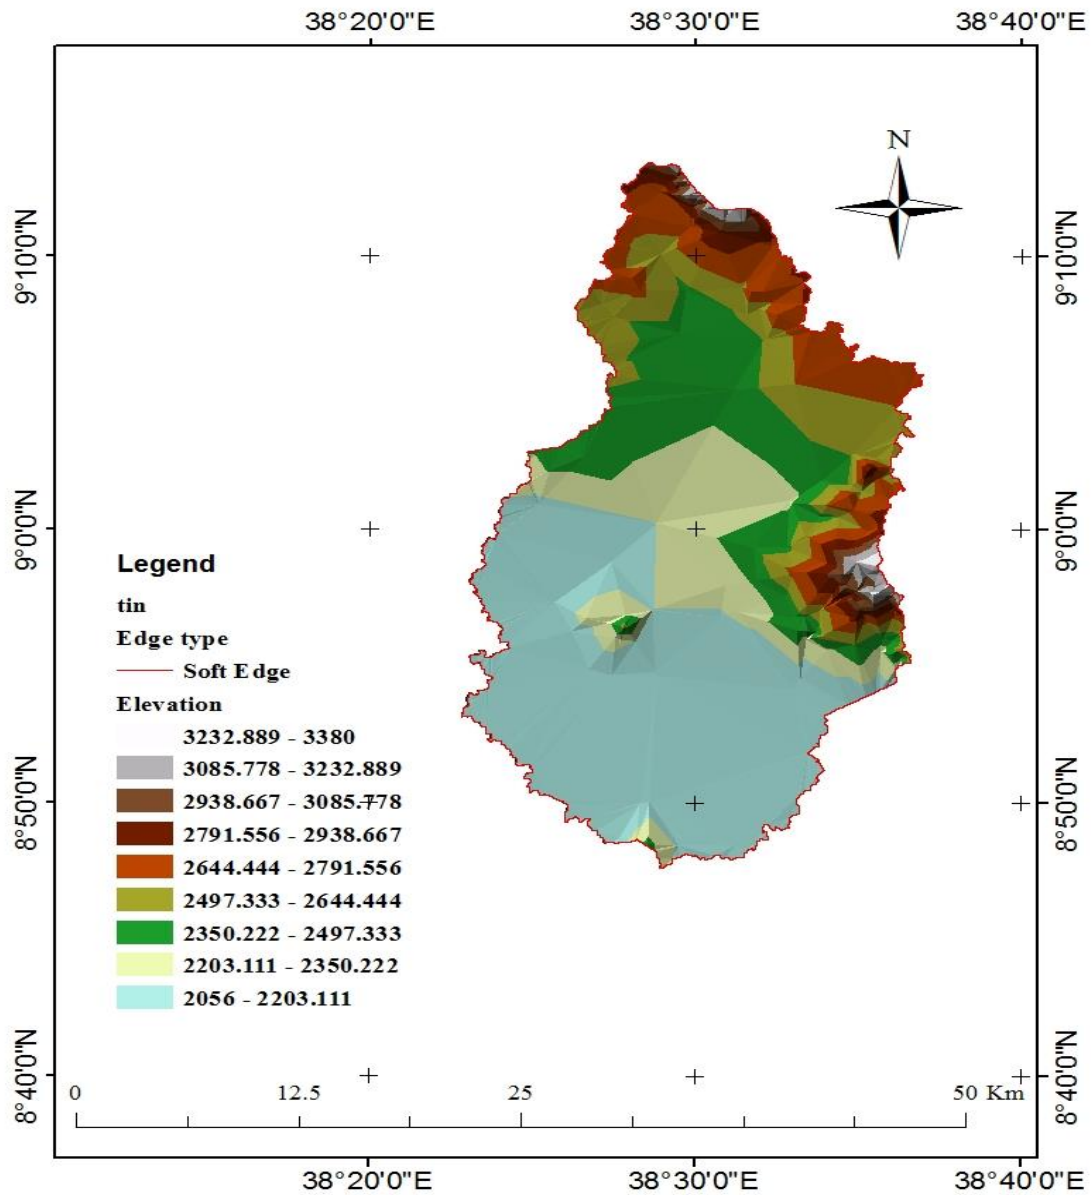 38°20'0"E 38°30'0"E 38°40'0"E
N
9°10'0"N 9°10'0"N
9°0'0"N 9°0'0"N
Legend
tin
Edge type
Soft Edge
Elevation
3232.889 - 3380
3085.778 - 3232.889
2938.667 - 3085.778
2791.556 - 2938.667
2644.444 - 2791.556
2497.333 - 2644.444
2350.222 - 2497.333
2203.111 - 2350.222
2056 - 2203.111
8°50'0"N 8°50'0"N
8°40'0"N 8°40'0"N
0 12.5 25 50 Km
38°20'0"E 38°30'0"E 38°40'0"E